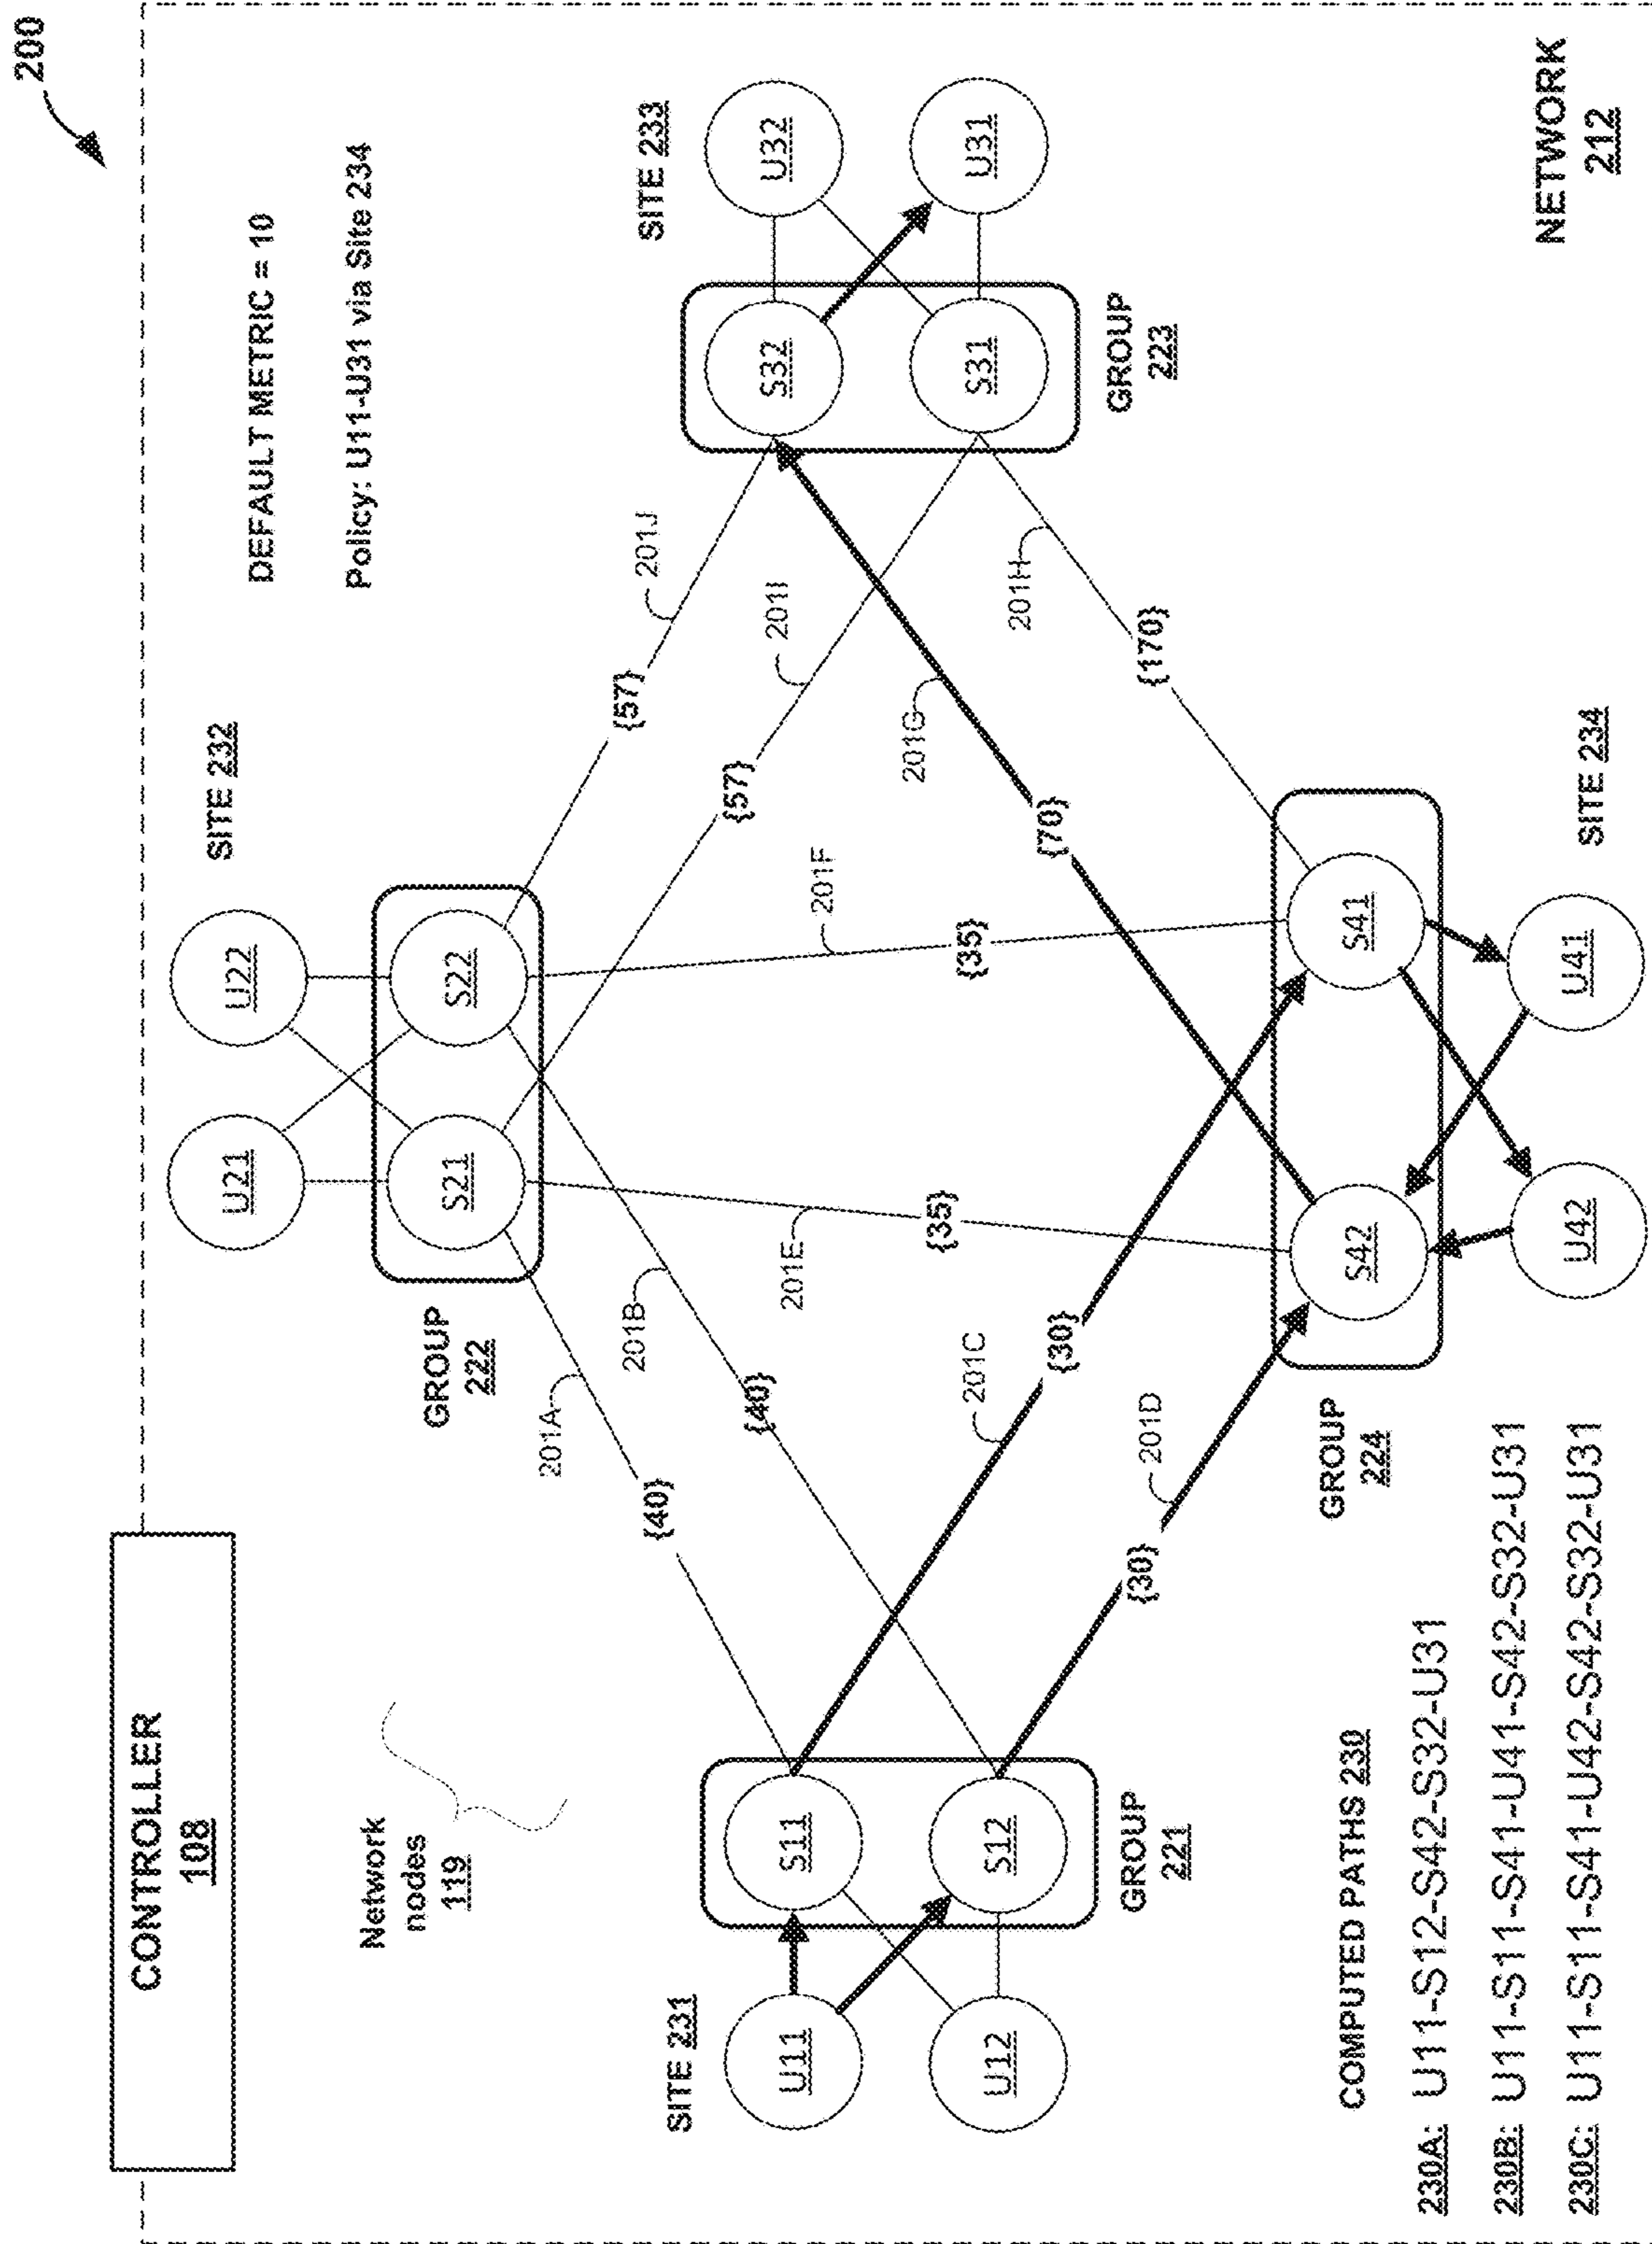 200
CONTROLLER
108
Network
nodes
119
DEFAULT METRIC = 10
Policy: U11-U31 via Site 234
SITE 232
U21
U22
S21
S22
GROUP
222
201A
201B
201E
201F
201J
201I
{40}
{40}
{57}
{57}
{35}
{35}
SITE 231
U11
U12
S11
S12
GROUP
221
201C
201D
{30}
{30}
201G
201H
{70}
{170}
SITE 233
S32
S31
U32
U31
GROUP
223
GROUP
224
S42
S41
U42
U41
SITE 234
COMPUTED PATHS 230
230A: U11-S12-S42-S32-U31
230B: U11-S11-S41-U41-S42-S32-U31
230C: U11-S11-S41-U42-S42-S32-U31
NETWORK
212